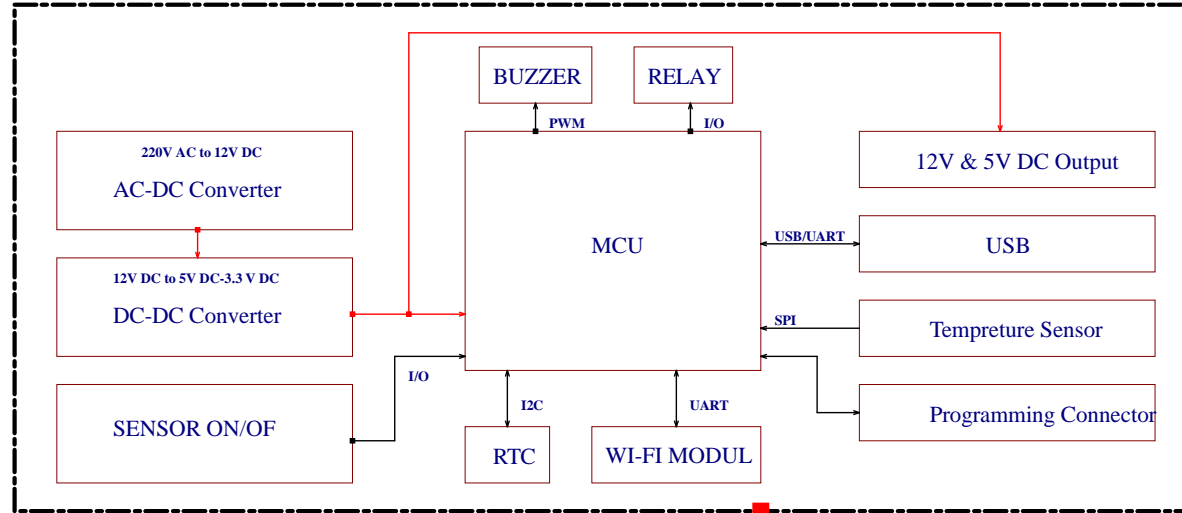 BUZZER
RELAY
PWM
I/O
220V AC to 12V DC
AC-DC Converter
12V & 5V DC Output
MCU
USB/UART
USB
12V DC to 5V DC-3.3 V DC
DC-DC Converter
SPI
Tempreture Sensor
I/O
SENSOR ON/OF
I2C
UART
Programming Connector
RTC
WI-FI MODUL